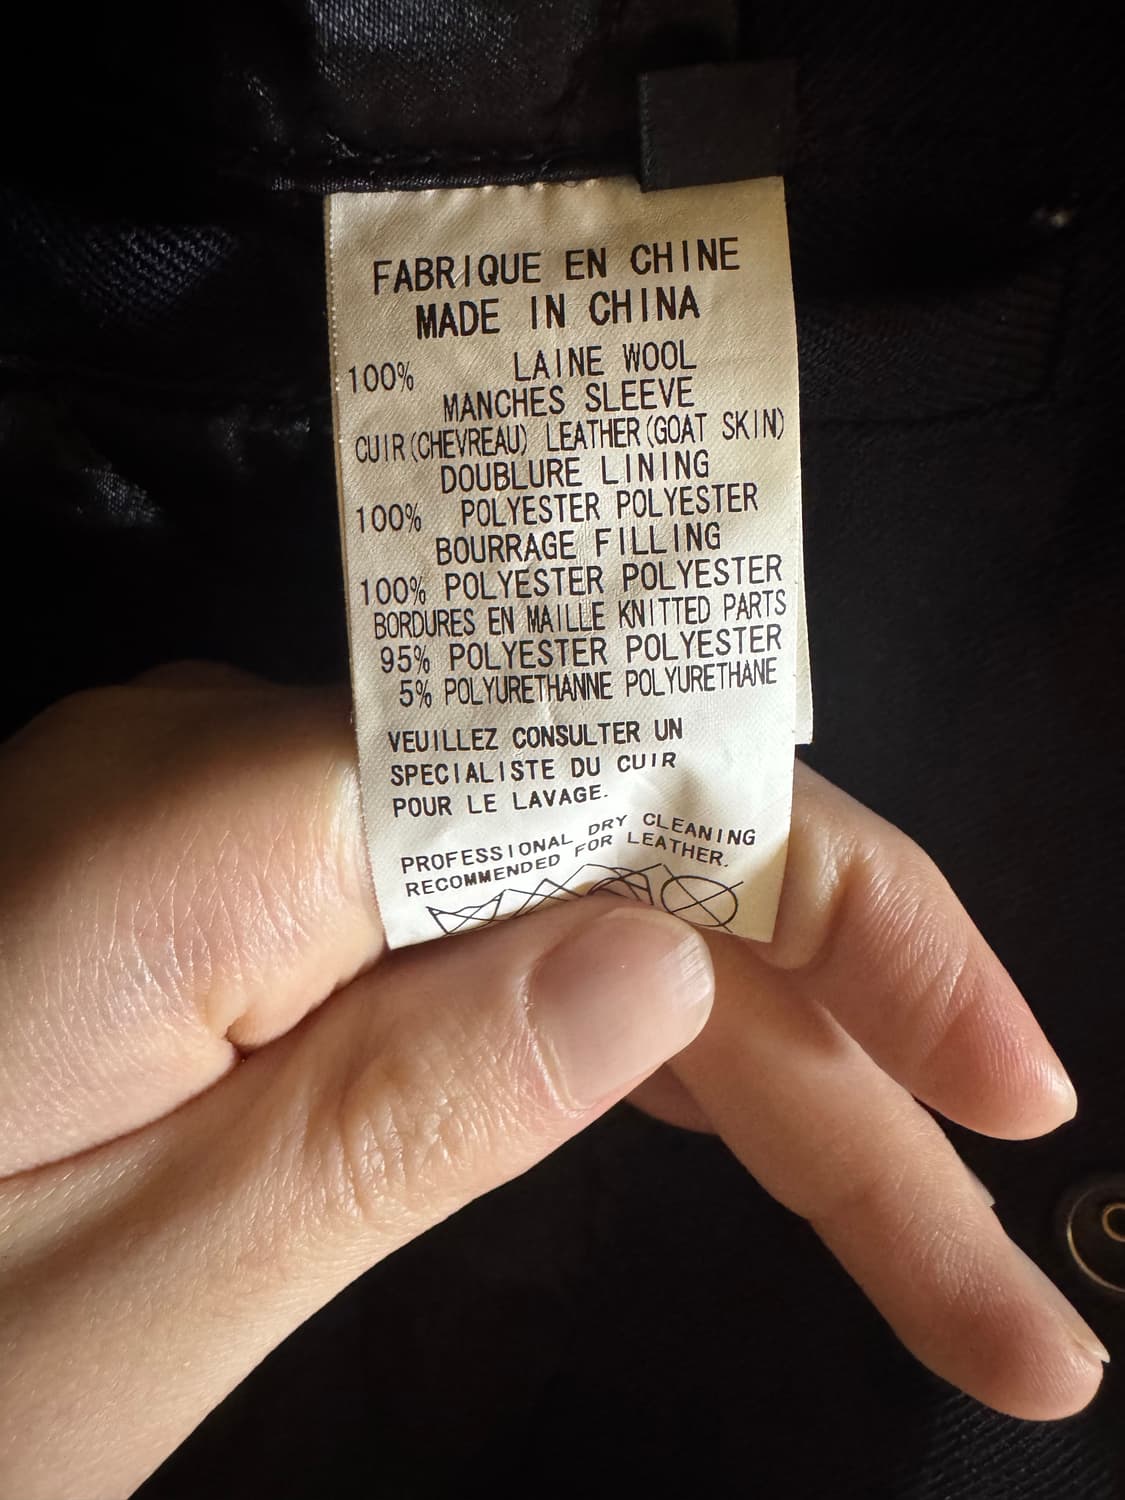 FABRIQUE EN CHINE
MADE IN CHINA
100% LAINE WOOL
MANCHES SLEEVE
CUIR(CHEVREAU) LEATHER(GOAT SKIN)
DOUBLURE LINING
100% POLYESTER POLYESTER
BOURRAGE FILLING
100% POLYESTER POLYESTER
BORDURES EN MAILLE KNITTED PARTS
95% POLYESTER POLYESTER
5% POLYURETHANNE POLYURETHANE
VEUILLEZ CONSULTER UN
SPECIALISTE DU CUIR
POUR LE LAVAGE.
PROFESSIONAL DRY CLEANING
RECOMMENDED FOR LEATHER.